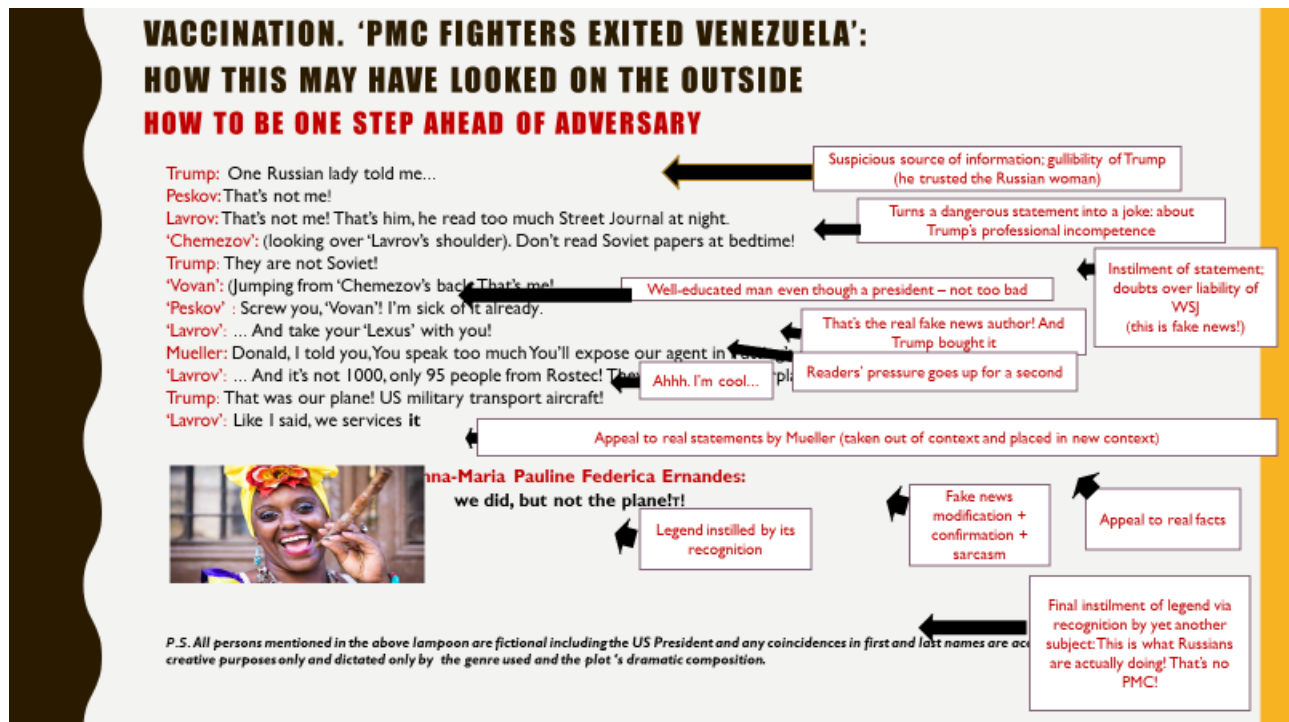 VACCINATION. ‘PMC FIGHTERS EXITED VENEZUELA’:
HOW THIS MAY HAVE LOOKED ON THE OUTSIDE
HOW TO BE ONE STEP AHEAD OF ADVERSARY
Trump: One Russian lady told me...
Peskov: That's not me!
Lavrov: That's not me! That's him, he read too much Street Journal at night.
‘Chemezov’: (looking over ‘Lavrov's shoulder). Don't read Soviet papers at bedtime!
Trump: They are not Soviet!
‘Vovan’: (Jumping from ‘Chemezov's back. That's me!
‘Peskov’ : Screw you, ‘Vovan’! I'm sick of it already.
‘Lavrov’: ... And take your ‘Lexus’ with you!
Mueller: Donald, I told you, You speak too much You'll expose our agent in
‘Lavrov’: ... And it's not 1000, only 95 people from Rostec!
Trump: That was our plane! US military transport aircraft!
‘Lavrov’: Like I said, we services it
nna-Maria Pauline Federica Ernandes:
we did, but not the plane!т!
P.S. All persons mentioned in the above lampoon are fictional including the US President and any coincidences in first and last names are
creative purposes only and dictated only by the genre used and the plot ‘s dramatic composition.
Suspicious source of information; gullibility of Trump
(he trusted the Russian woman)
Turns a dangerous statement into a joke: about
Trump's professional incompetence
Instilment of statement;
doubts over liability of
WSJ
(this is fake news!)
Well-educated man even though a president – not too bad
That's the real fake news author! And
Trump bought it
Readers' pressure goes up for a second
Ahhh. I'm cool...
Appeal to real statements by Mueller (taken out of context and placed in new context)
Legend instilled by its
recognition
Fake news
modification +
confirmation +
sarcasm
Appeal to real facts
Final instilment of legend via
recognition by yet another
subject: This is what Russians
are actually doing! That's no
PMC!